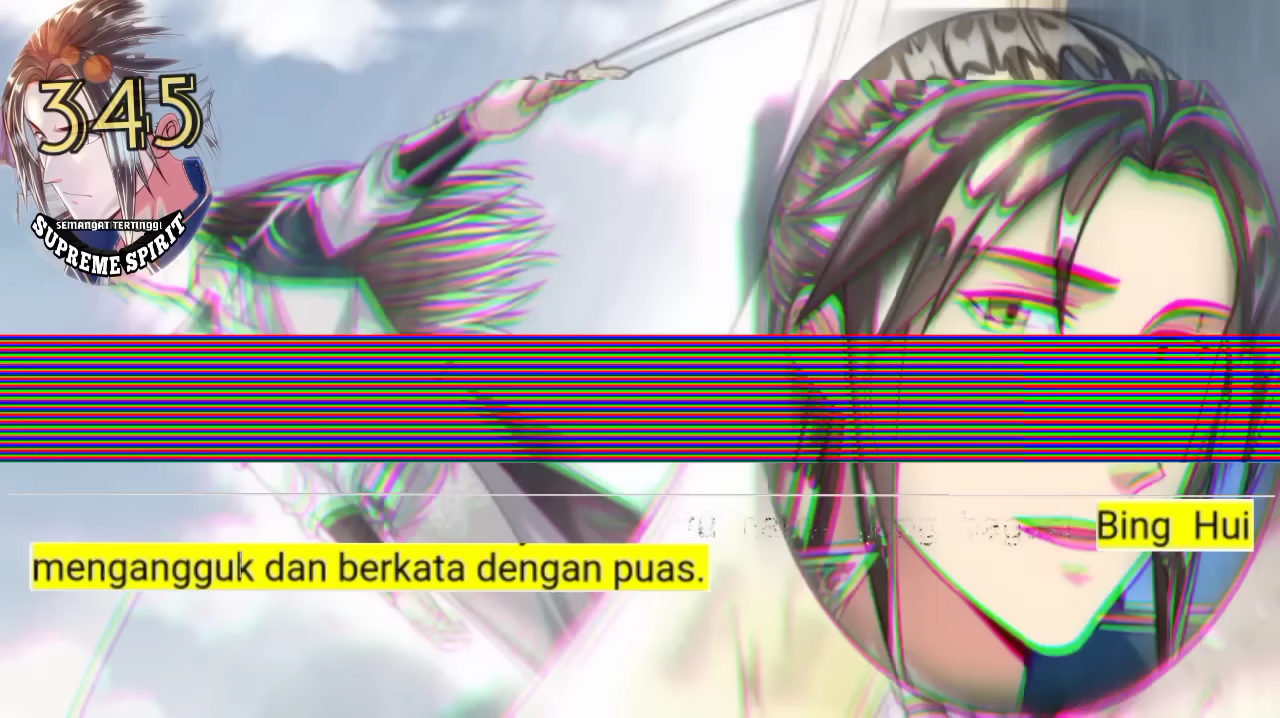 345
SEMANGAT TERTINGGI
SUPREME SPIRIT
Bing Hui
mengangguk dan berkata dengan puas.